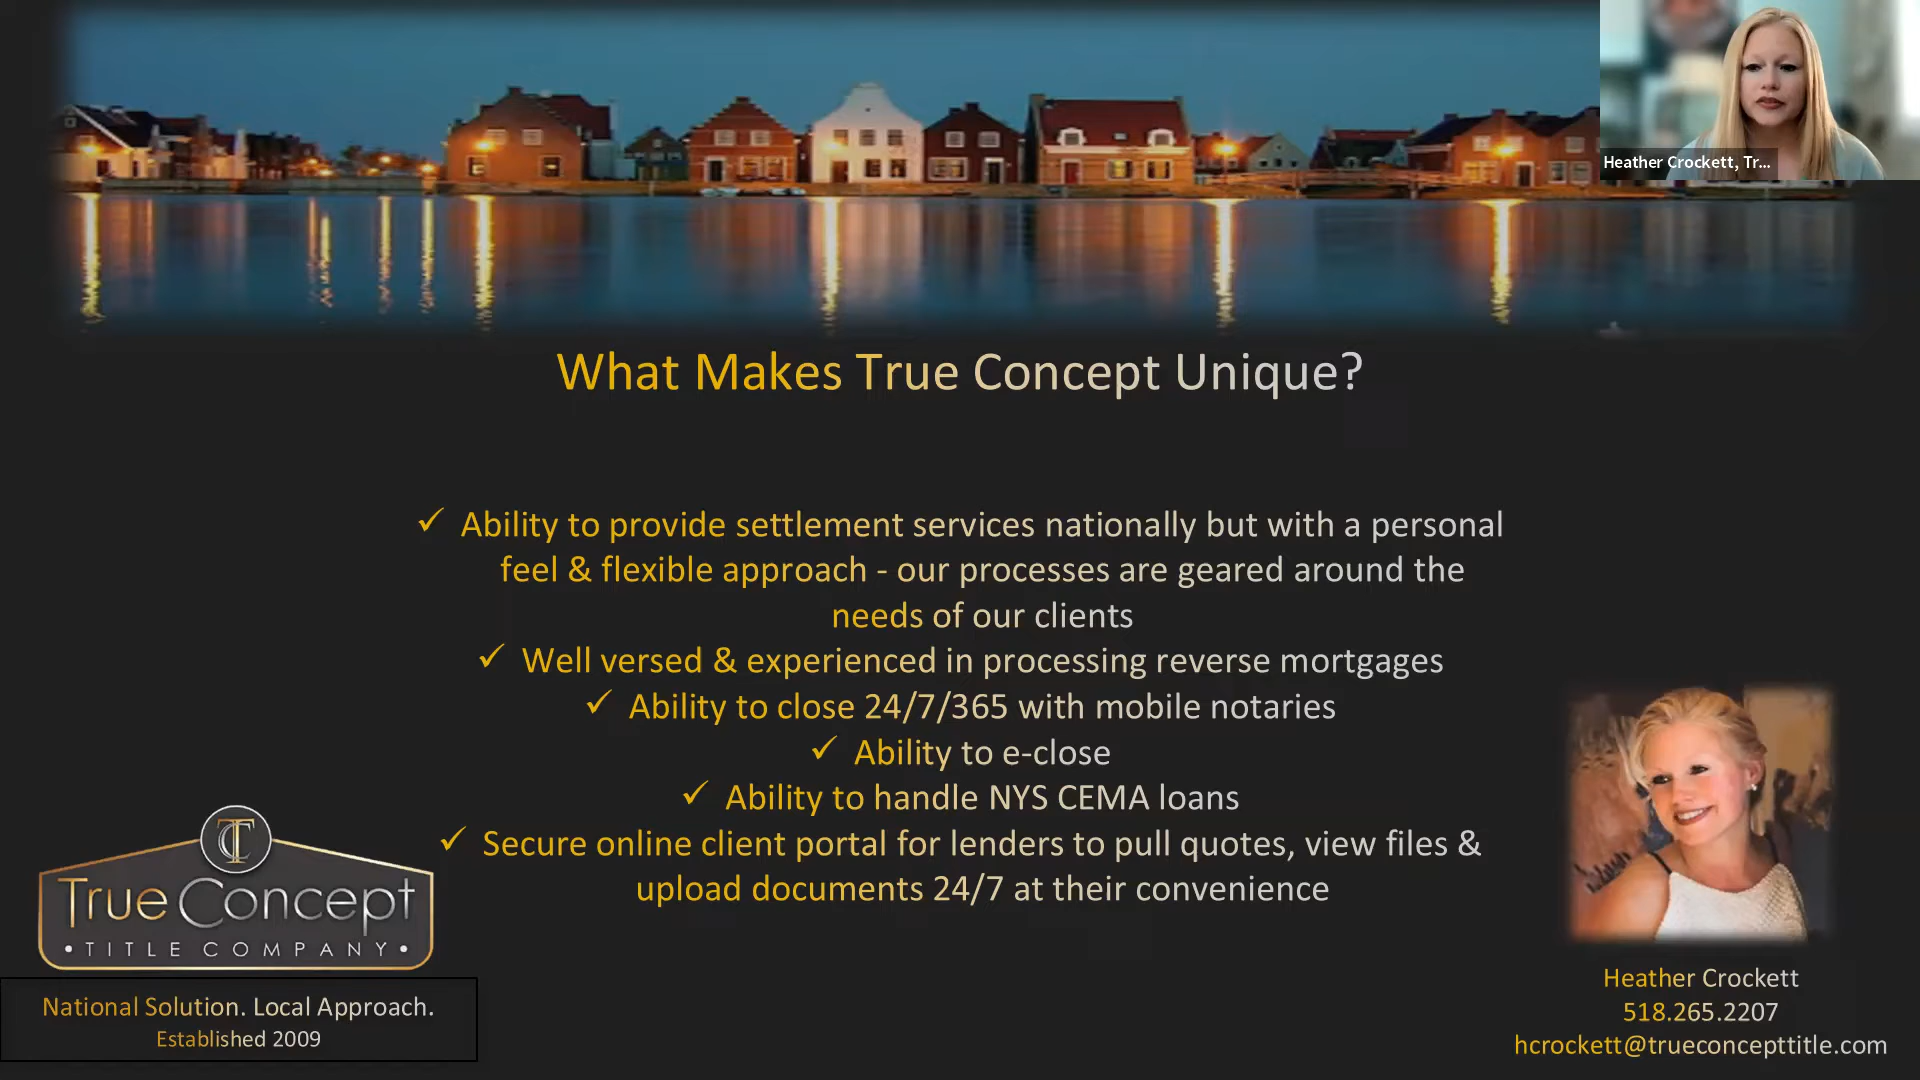 Heather Crockett, Tr...
What Makes True Concept Unique?
✓ Ability to provide settlement services nationally but with a personal
feel & flexible approach - our processes are geared around the
needs of our clients
✓ Well versed & experienced in processing reverse mortgages
✓ Ability to close 24/7/365 with mobile notaries
✓ Ability to e-close
✓ Ability to handle NYS CEMA loans
✓ Secure online client portal for lenders to pull quotes, view files &
upload documents 24/7 at their convenience
TC
True Concept
• TITLE COMPANY •
National Solution. Local Approach.
Established 2009
Heather Crockett
518.265.2207
hcrockett@trueconcepttitle.com